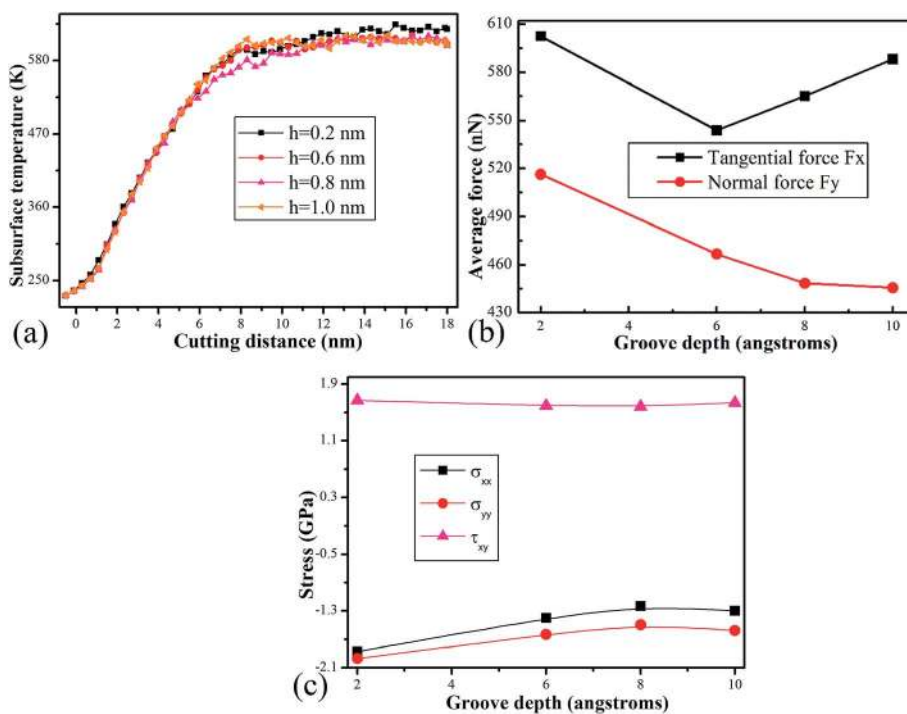 Subsurface temperature (K)
580
470
360
250
h=0.2 nm
h=0.6 nm
h=0.8 nm
h=1.0 nm
0 2 4 6 8 10 12 14 16 18
Cutting distance (nm)
(a)
Average force (nN)
610
580
550
520
490
460
430
Tangential force Fx
Normal force Fy
2 4 6 8 10
Groove depth (angstroms)
(b)
Stress (GPa)
1.9
1.1
0.3
-0.5
-1.3
-2.1
σxx
σyy
τxy
2 4 6 8 10
Groove depth (angstroms)
(c)